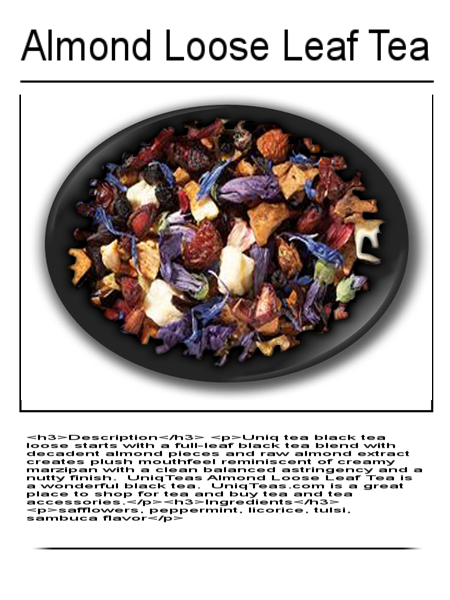 Almond Loose Leaf Tea
<h3>Description</h3> <p>Uniq tea black tea
loose starts with a full-leaf black tea blend with
decadent almond pieces and raw almond extract
creates plush mouthfeel reminiscent of creamy
marzipan with a clean balanced astringency and a
nutty finish.  UniqTeas Almond Loose Leaf Tea is
a wonderful black tea.  UniqTeas.com is a great
place to shop for tea and buy tea and tea
accessories.</p><h3>Ingredients</h3>
<p>safflowers, peppermint, licorice, tulsi,
sambuca flavor</p>